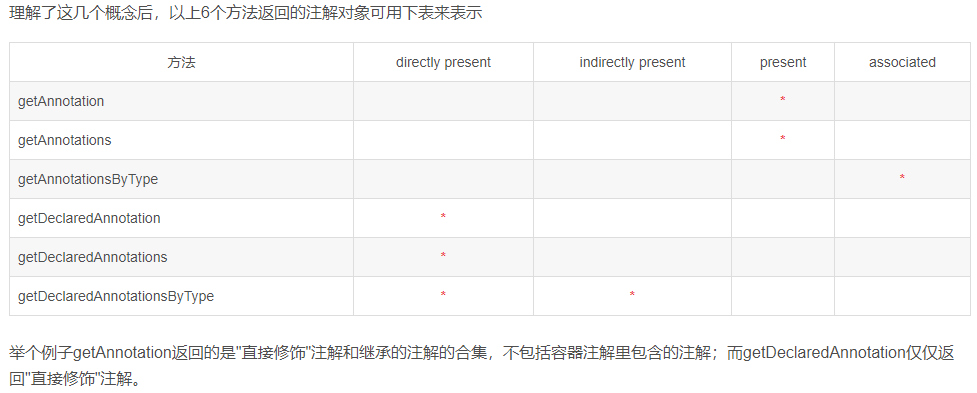 理解了这几个概念后，以上6个方法返回的注解对象可用下表来表示
方法 directly present indirectly present present associated
getAnnotation *
getAnnotations *
getAnnotationsByType *
getDeclaredAnnotation *
getDeclaredAnnotations *
getDeclaredAnnotationsByType * *
举个例子getAnnotation返回的是"直接修饰"注解和继承的注解的合集，不包括容器注解里包含的注解；而getDeclaredAnnotation仅仅返
回"直接修饰"注解。